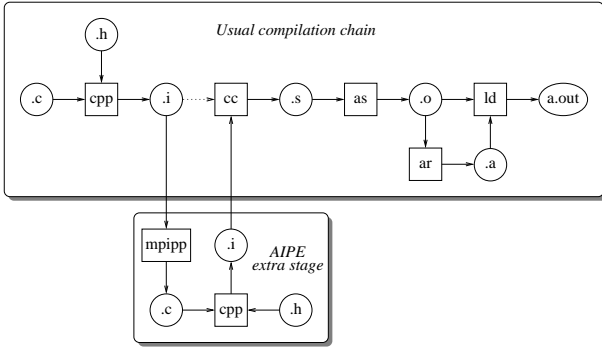 .h
Usual compilation chain
.c cpp .i cc .s as .o ld a.out
ar .a
mpipp .i AIPE
extra stage
.c cpp .h